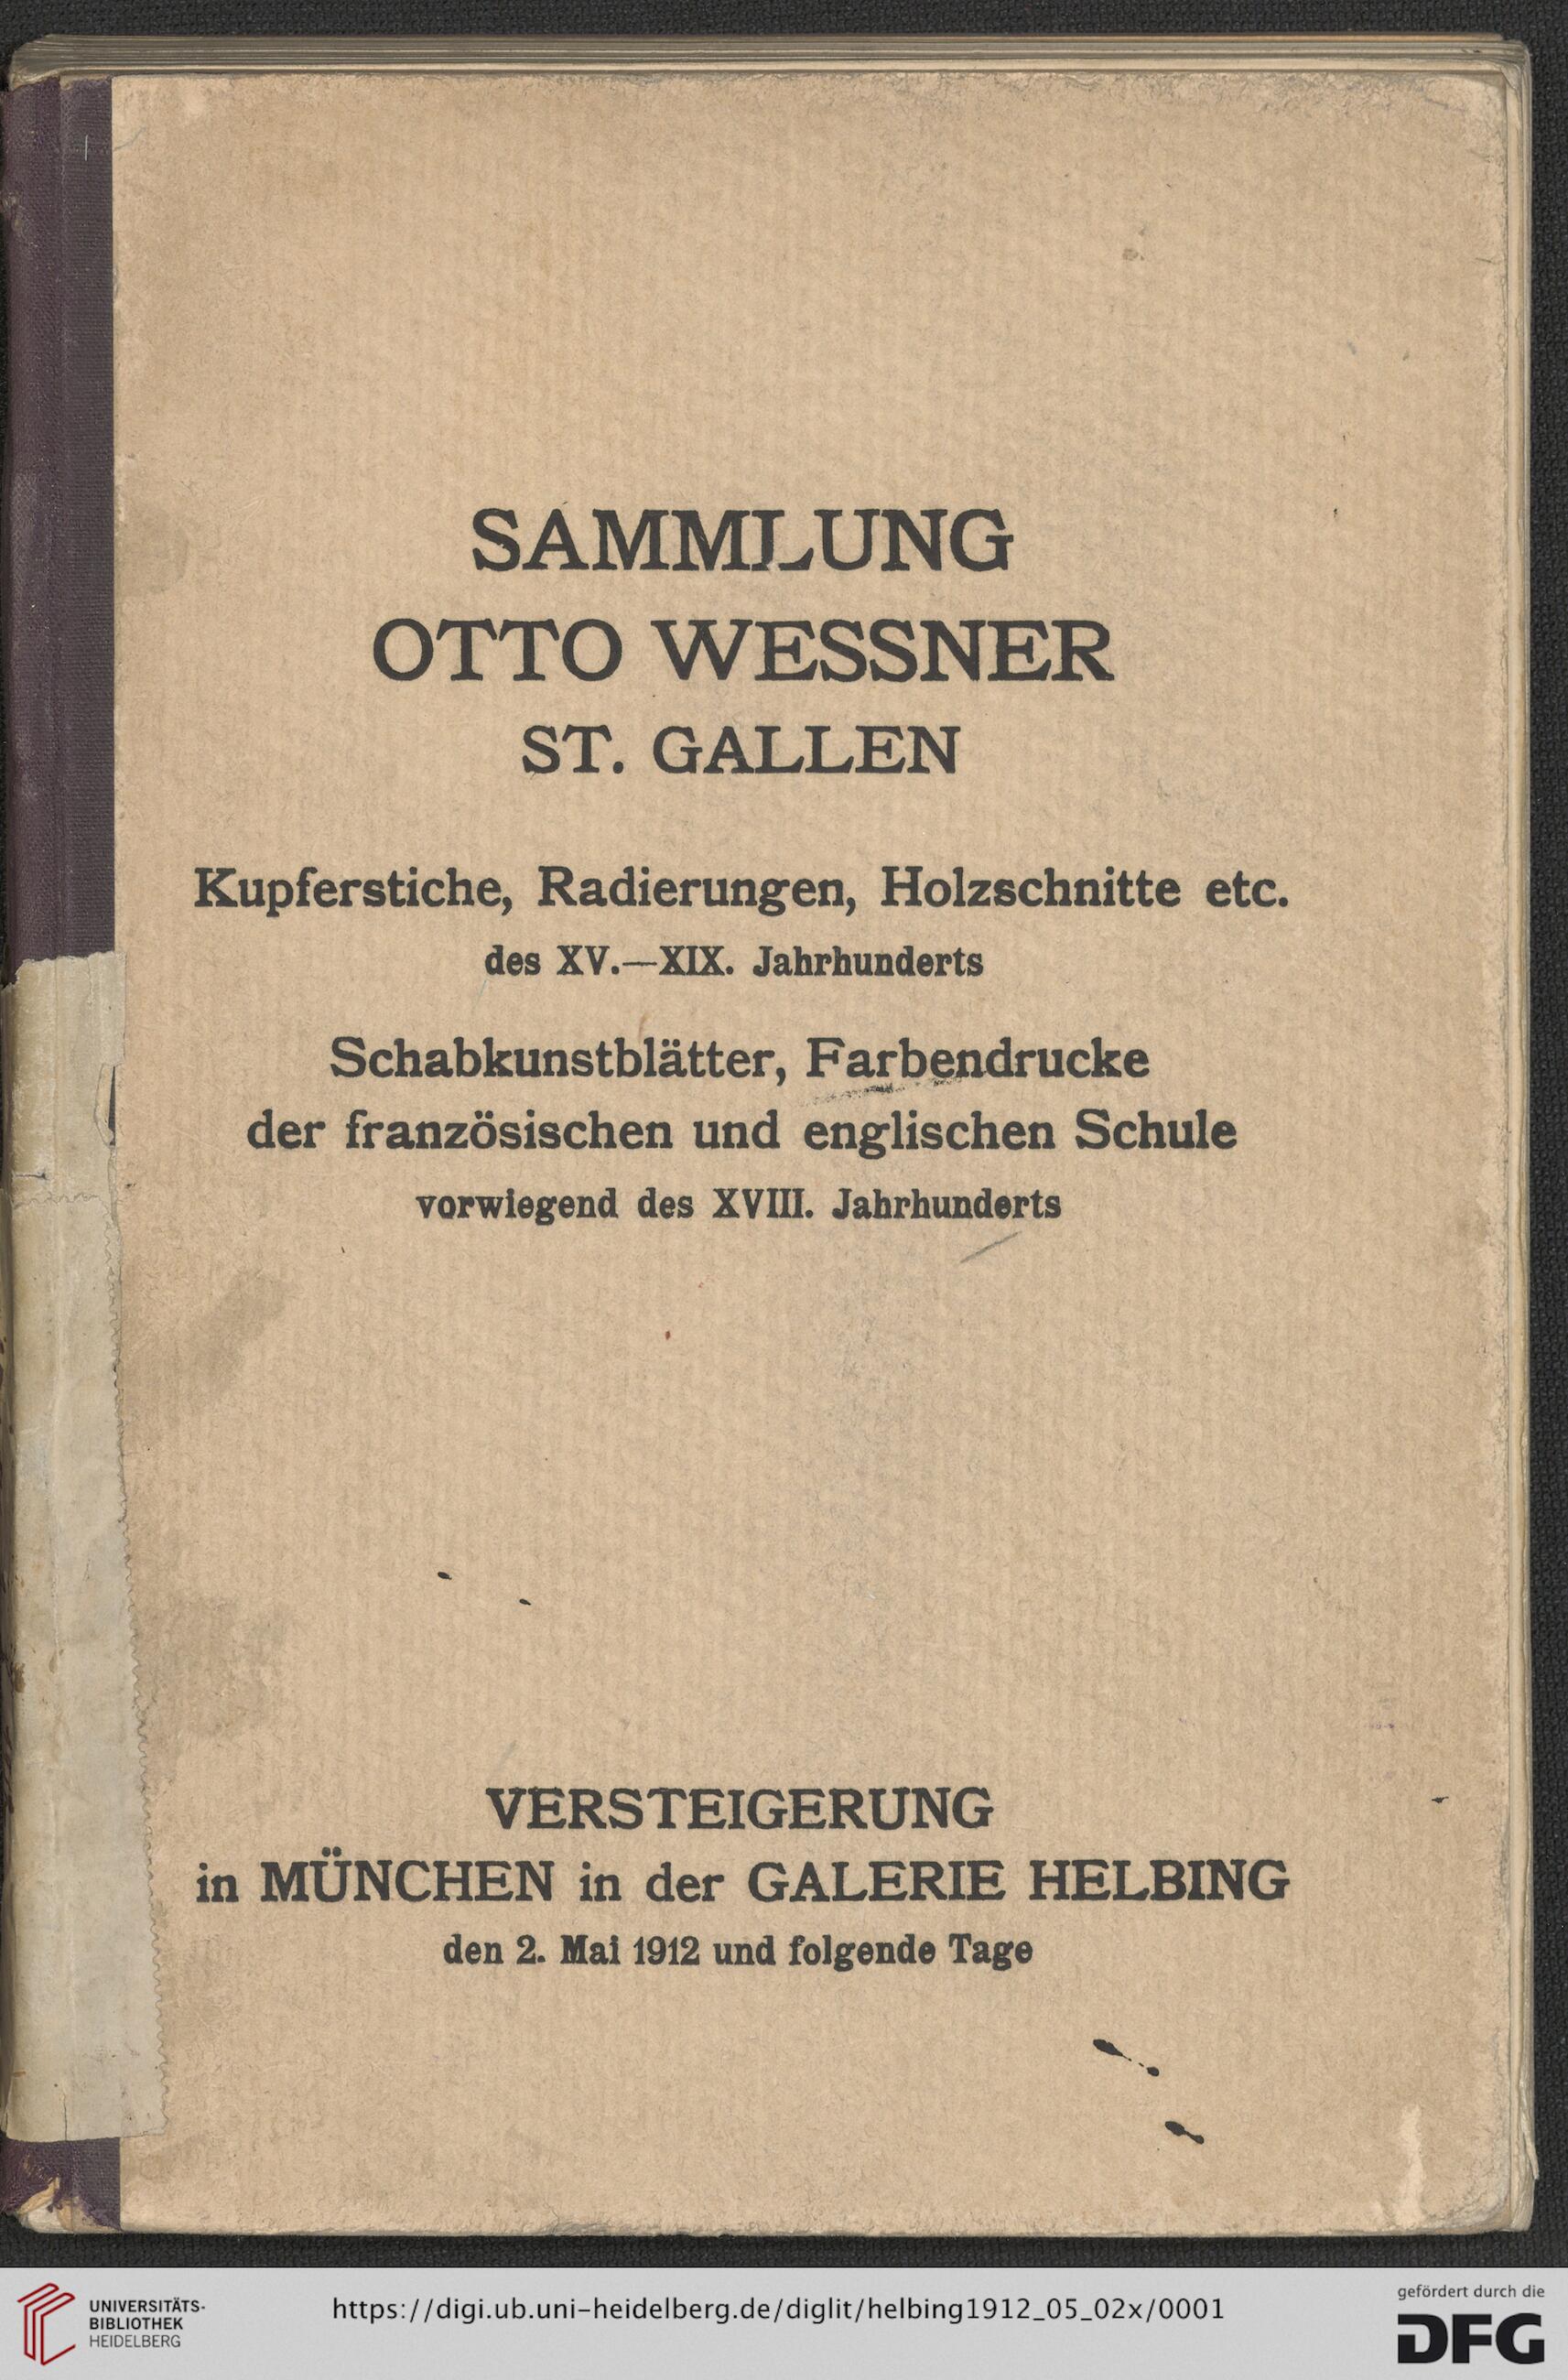 SAMMLUNG
OTTO WESSNER
ST. GALLEN
Kupferstiche, Radierungen, Holzschnitte etc.
des XV.—XIX. Jahrhunderts
Schabkunstblätter, Farbendrucke
der französischen und englischen Schule
vorwiegend des XVIII. Jahrhunderts
VERSTEIGERUNG
in MÜNCHEN in der GALERIE HELBING
den 2. Mai 1912 und folgende Tage
UNIVERSITÄTS-
BIBLIOTHEK
HEIDELBERG
https://digi.ub.uni-heidelberg.de/diglit/helbing1912_05_02x/0001
gefördert durch die
DFG